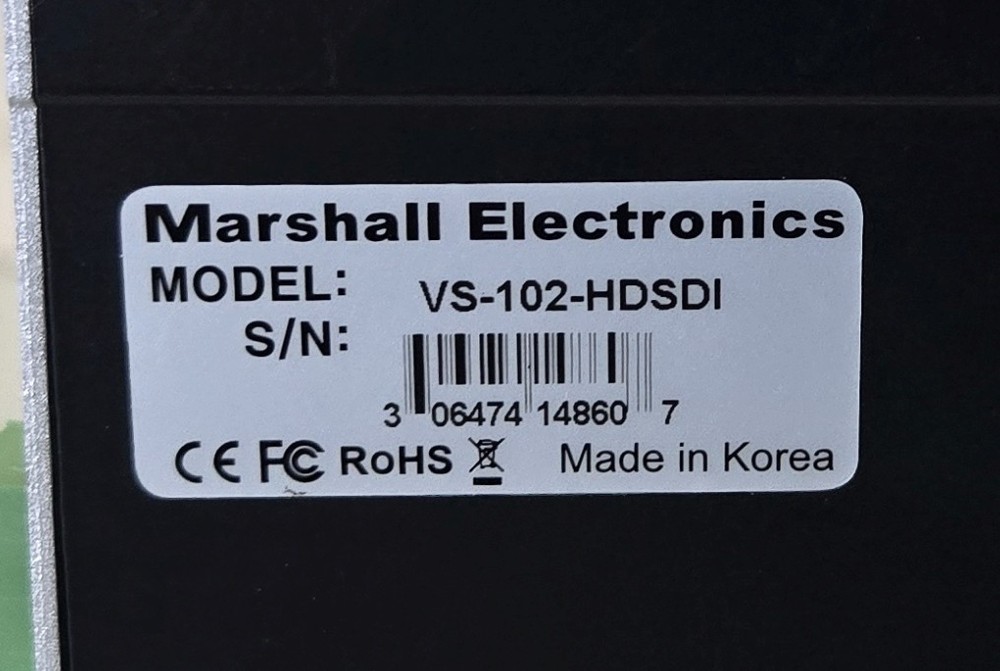 Marshall Electronics
MODEL: VS-102-HDSDI
S/N:
3 06474 14860 7
CE FC RoHS Made in Korea